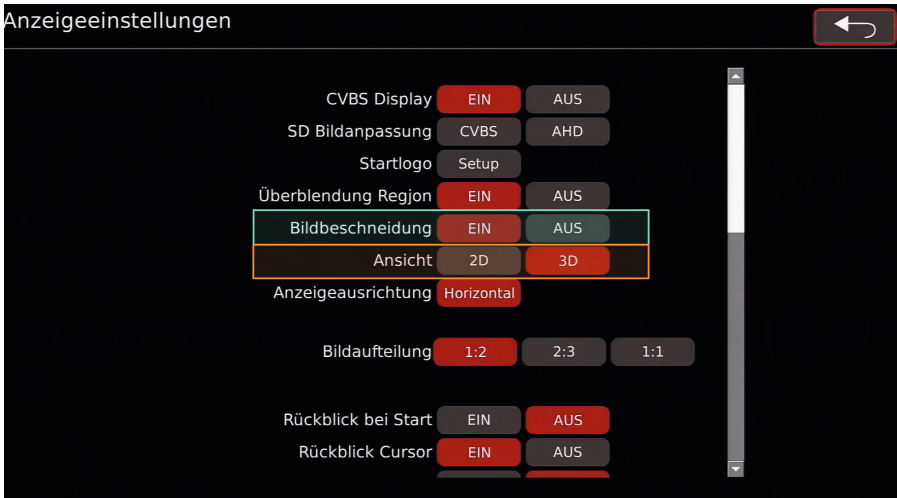 Anzeigeeinstellungen
CVBS Display EIN AUS
SD Bildanpassung CVBS AHD
Startlogo Setup
Überblendung Regjon EIN AUS
Bildbeschneidung EIN AUS
Ansicht 2D 3D
Anzeigeausrichtung Horizontal
Bildaufteilung 1:2 2:3 1:1
Rückblick bei Start EIN AUS
Rückblick Cursor EIN AUS